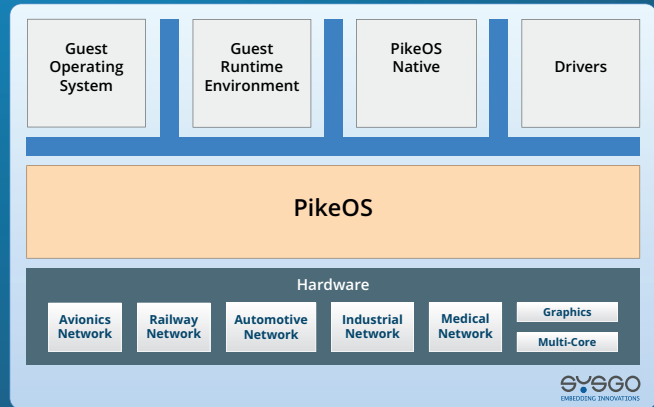 Guest
Operating
System
Guest
Runtime
Environment
PikeOS
Native
Drivers
PikeOS
Hardware
Avionics
Network
Railway
Network
Automotive
Network
Industrial
Network
Medical
Network
Graphics
Multi-Core
SYSGO
EMBEDDING INNOVATIONS